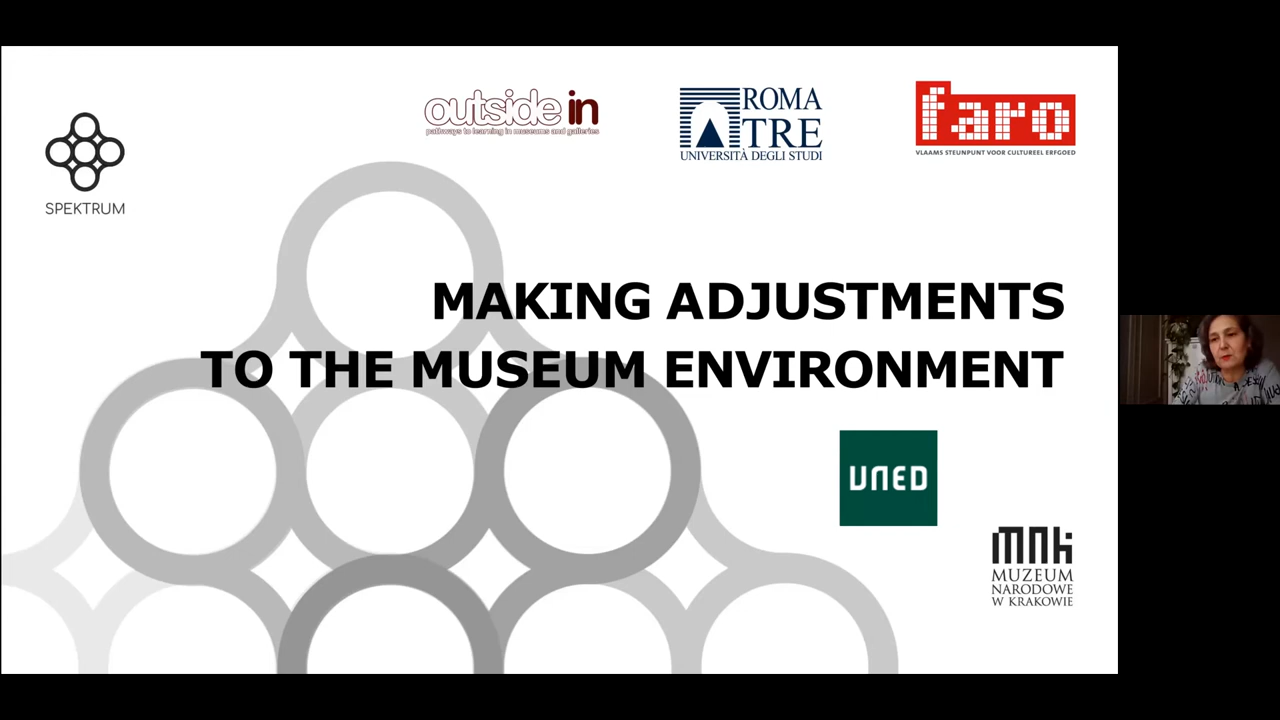 outside in
pathways to learning in museums and galleries
ROMA
TRE
UNIVERSITÀ DEGLI STUDI
faro
VLAAMS STEUNPUNT VOOR CULTUREEL ERFGOED
SPEKTRUM
MAKING ADJUSTMENTS
TO THE MUSEUM ENVIRONMENT
UNED
mnk
MUZEUM
NARODOWE
W KRAKOWIE